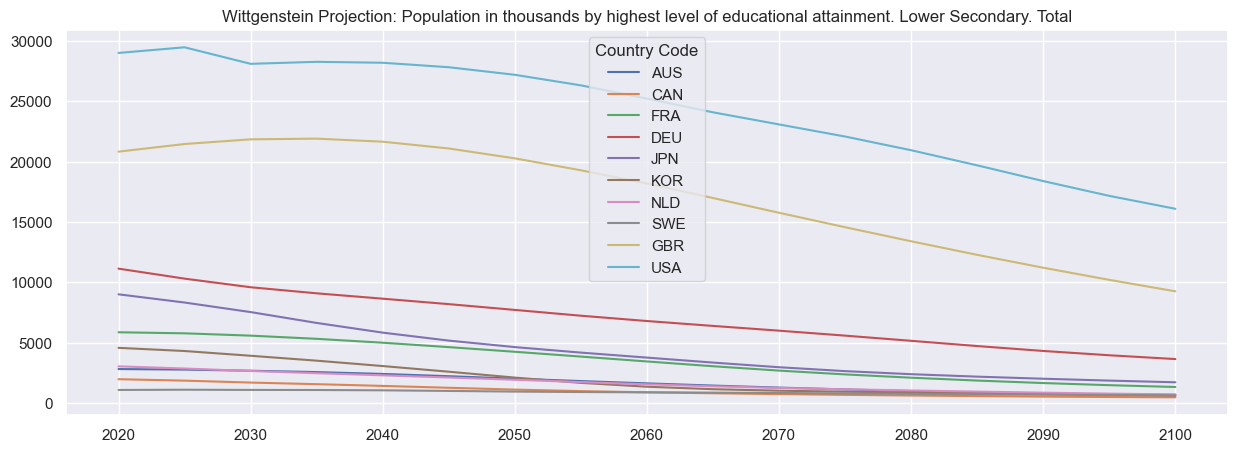 Wittgenstein Projection: Population in thousands by highest level of educational attainment. Lower Secondary. Total
30000
25000
20000
15000
10000
5000
0
Country Code
AUS
CAN
FRA
DEU
JPN
KOR
NLD
SWE
GBR
USA
2020 2030 2040 2050 2060 2070 2080 2090 2100